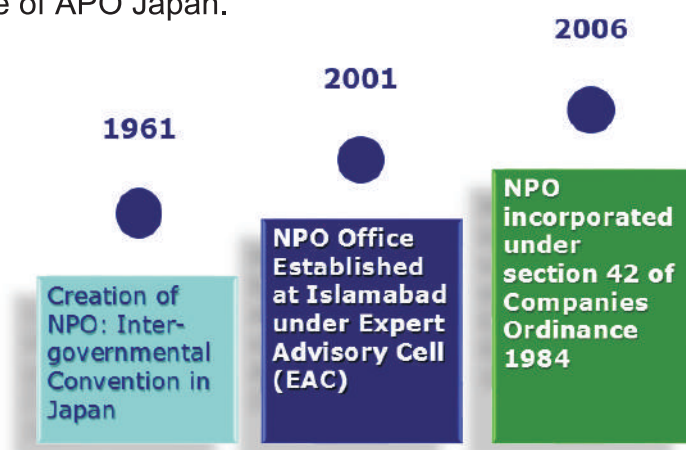 e of APO Japan.
2006
2001
1961
NPO
incorporated
under
section 42 of
Companies
Ordinance
1984
NPO Office
Established
at Islamabad
under Expert
Advisory Cell
(EAC)
Creation of
NPO: Inter-
governmental
Convention in
Japan